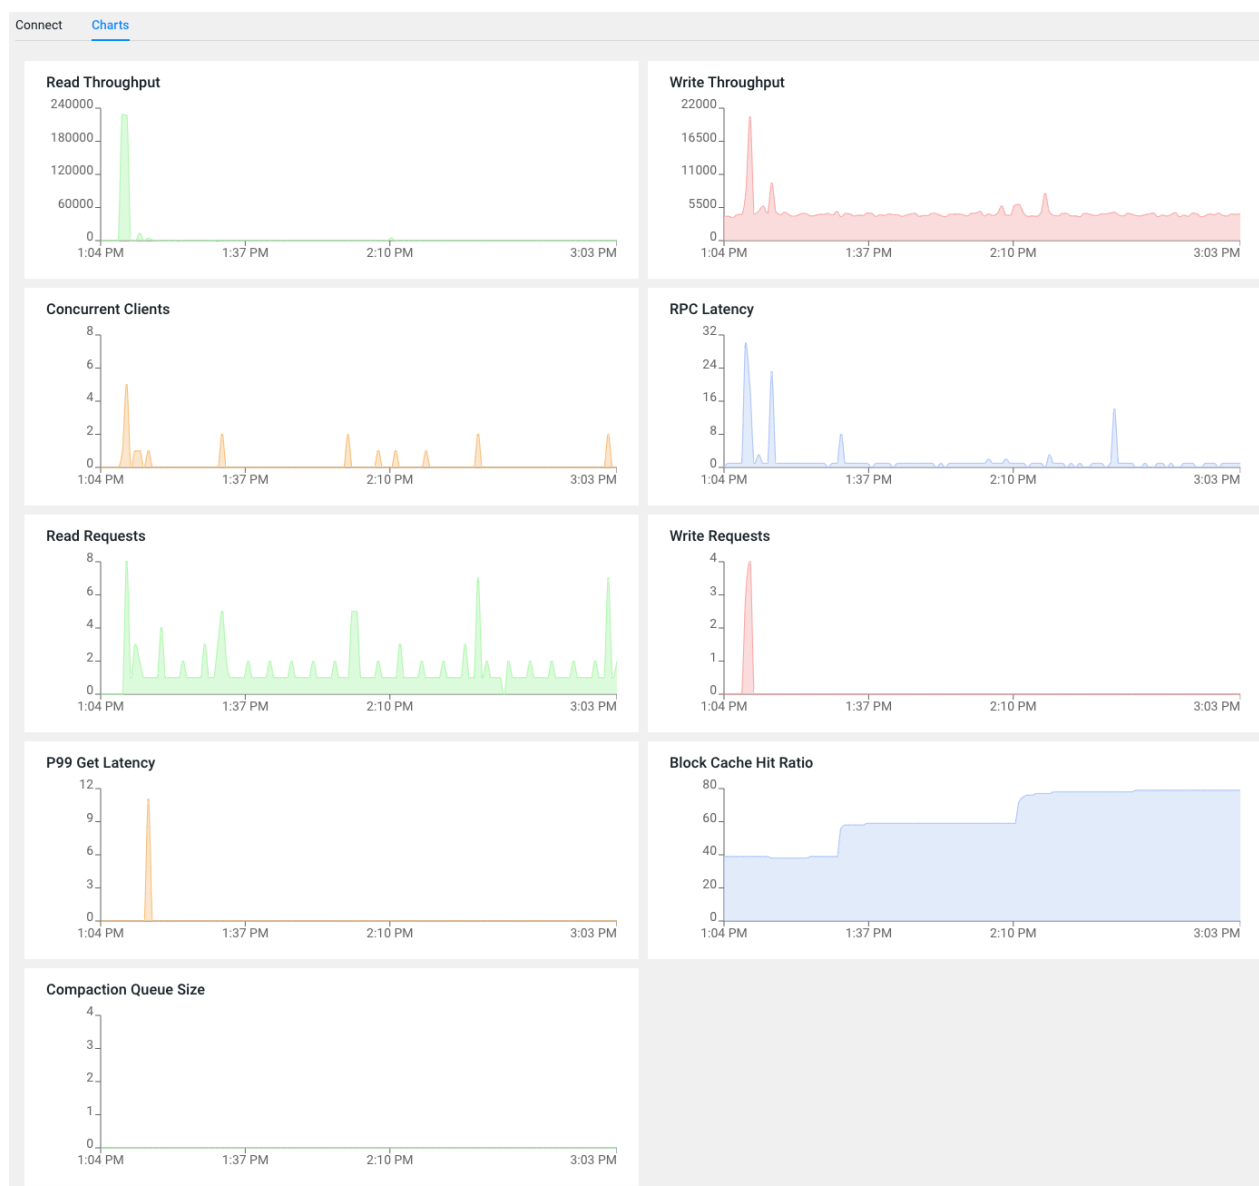 Connect Charts
Read Throughput
240000
180000
120000
60000
0
1:04 PM 1:37 PM 2:10 PM 3:03 PM
Write Throughput
22000
16500
11000
5500
0
1:04 PM 1:37 PM 2:10 PM 3:03 PM
Concurrent Clients
8
6
4
2
0
1:04 PM 1:37 PM 2:10 PM 3:03 PM
RPC Latency
32
24
16
8
0
1:04 PM 1:37 PM 2:10 PM 3:03 PM
Read Requests
8
6
4
2
0
1:04 PM 1:37 PM 2:10 PM 3:03 PM
Write Requests
4
3
2
1
0
1:04 PM 1:37 PM 2:10 PM 3:03 PM
P99 Get Latency
12
9
6
3
0
1:04 PM 1:37 PM 2:10 PM 3:03 PM
Block Cache Hit Ratio
80
60
40
20
0
1:04 PM 1:37 PM 2:10 PM 3:03 PM
Compaction Queue Size
4
3
2
1
0
1:04 PM 1:37 PM 2:10 PM 3:03 PM